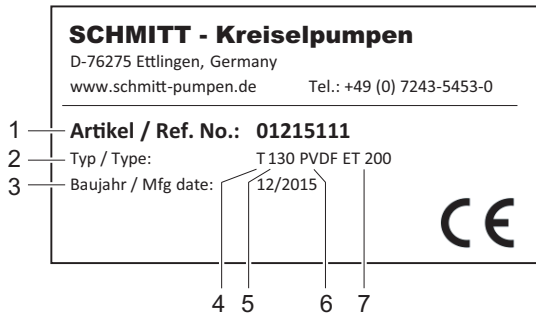 SCHMITT - Kreiselpumpen
D-76275 Ettlingen, Germany
www.schmitt-pumpen.de Tel.: +49 (0) 7243-5453-0
1 Artikel / Ref. No.: 01215111
2 Typ / Type: T 130 PVDF ET 200
3 Baujahr / Mfg date: 12/2015
CE
4 5 6 7